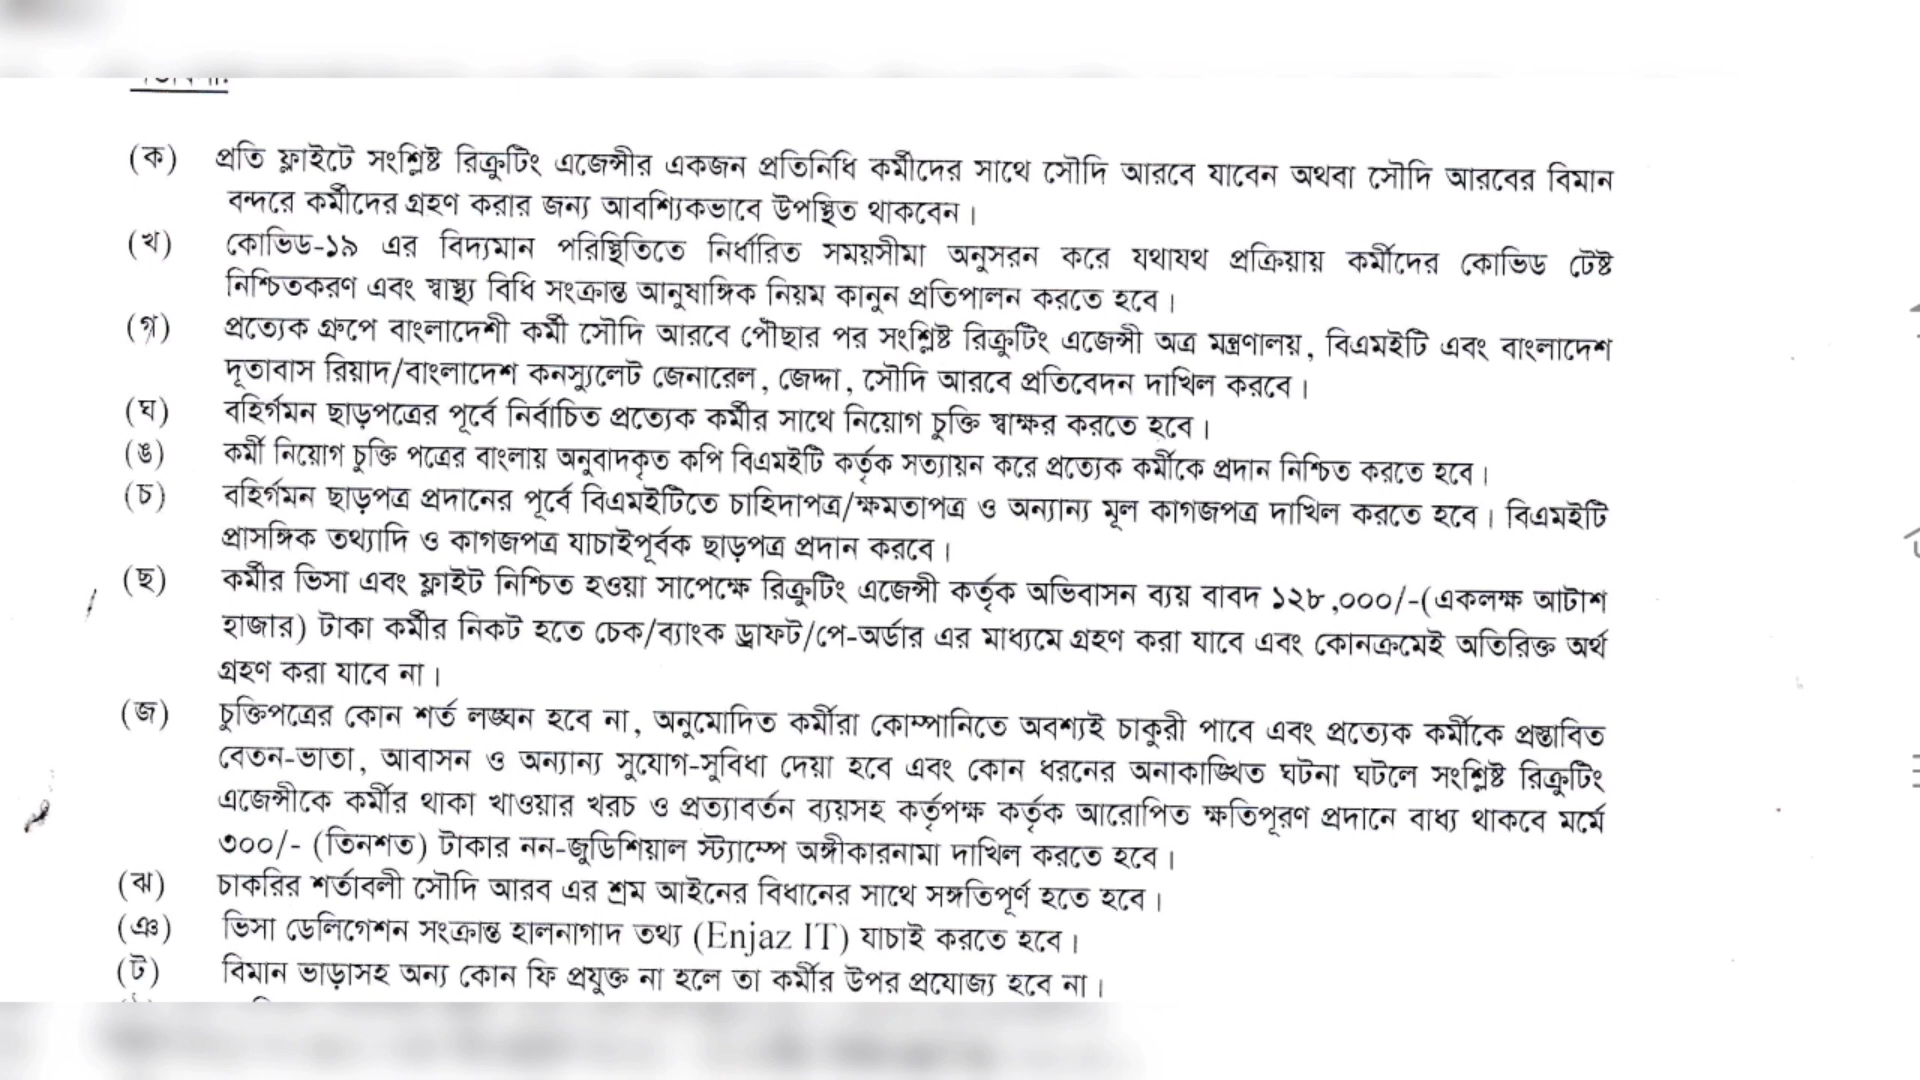 (ক) প্রতি ফ্লাইটে সংশ্লিষ্ট রিক্রুটিং এজেন্সীর একজন প্রতিনিধি কর্মীদের সাথে সৌদি আরবে যাবেন অথবা সৌদি আরবের বিমান
বন্দরে কর্মীদের গ্রহণ করার জন্য আবশ্যিকভাবে উপস্থিত থাকবেন।
(খ) কোভিড-১৯ এর বিদ্যমান পরিস্থিতিতে নির্ধারিত সময়সীমা অনুসরন করে যথাযথ প্রক্রিয়ায় কর্মীদের কোভিড টেষ্ট
নিশ্চিতকরণ এবং স্বাস্থ্য বিধি সংক্রান্ত আনুষাঙ্গিক নিয়ম কানুন প্রতিপালন করতে হবে।
(গ) প্রত্যেক গ্রুপে বাংলাদেশী কর্মী সৌদি আরবে পৌছার পর সংশ্লিষ্ট রিক্রুটিং এজেন্সী অত্র মন্ত্রণালয়, বিএমইটি এবং বাংলাদেশ
দূতাবাস রিয়াদ/বাংলাদেশ কনস্যুলেট জেনারেল, জেদ্দা, সৌদি আরবে প্রতিবেদন দাখিল করবে।
(ঘ) বহির্গমন ছাড়পত্রের পূর্বে নির্বাচিত প্রত্যেক কর্মীর সাথে নিয়োগ চুক্তি স্বাক্ষর করতে হবে।
(ঙ) কর্মী নিয়োগ চুক্তি পত্রের বাংলায় অনুবাদকৃত কপি বিএমইটি কর্তৃক সত্যায়ন করে প্রত্যেক কর্মীকে প্রদান নিশ্চিত করতে হবে।
(চ) বহির্গমন ছাড়পত্র প্রদানের পূর্বে বিএমইটিতে চাহিদাপত্র/ক্ষমতাপত্র ও অন্যান্য মূল কাগজপত্র দাখিল করতে হবে। বিএমইটি
প্রাসঙ্গিক তথ্যাদি ও কাগজপত্র যাচাইপূর্বক ছাড়পত্র প্রদান করবে।
(ছ) কর্মীর ভিসা এবং ফ্লাইট নিশ্চিত হওয়া সাপেক্ষে রিক্রুটিং এজেন্সী কর্তৃক অভিবাসন ব্যয় বাবদ ১২৮,০০০/-(একলক্ষ আটাশ
হাজার) টাকা কর্মীর নিকট হতে চেক/ব্যাংক ড্রাফট/পে-অর্ডার এর মাধ্যমে গ্রহণ করা যাবে এবং কোনক্রমেই অতিরিক্ত অর্থ
গ্রহণ করা যাবে না।
(জ) চুক্তিপত্রের কোন শর্ত লঙ্ঘন হবে না, অনুমোদিত কর্মীরা কোম্পানিতে অবশ্যই চাকুরী পাবে এবং প্রত্যেক কর্মীকে প্রস্তাবিত
বেতন-ভাতা, আবাসন ও অন্যান্য সুযোগ-সুবিধা দেয়া হবে এবং কোন ধরনের অনাকাঙ্খিত ঘটনা ঘটলে সংশ্লিষ্ট রিক্রুটিং
এজেন্সীকে কর্মীর থাকা খাওয়ার খরচ ও প্রত্যাবর্তন ব্যয়সহ কর্তৃপক্ষ কর্তৃক আরোপিত ক্ষতিপূরণ প্রদানে বাধ্য থাকবে মর্মে
৩০০/- (তিনশত) টাকার নন-জুডিশিয়াল স্ট্যাম্পে অঙ্গীকারনামা দাখিল করতে হবে।
(ঝ) চাকরির শর্তাবলী সৌদি আরব এর শ্রম আইনের বিধানের সাথে সঙ্গতিপূর্ণ হতে হবে।
(ঞ) ভিসা ডেলিগেশন সংক্রান্ত হালনাগাদ তথ্য (Enjaz IT) যাচাই করতে হবে।
(ট) বিমান ভাড়াসহ অন্য কোন ফি প্রযুক্ত না হলে তা কর্মীর উপর প্রযোজ্য হবে না।